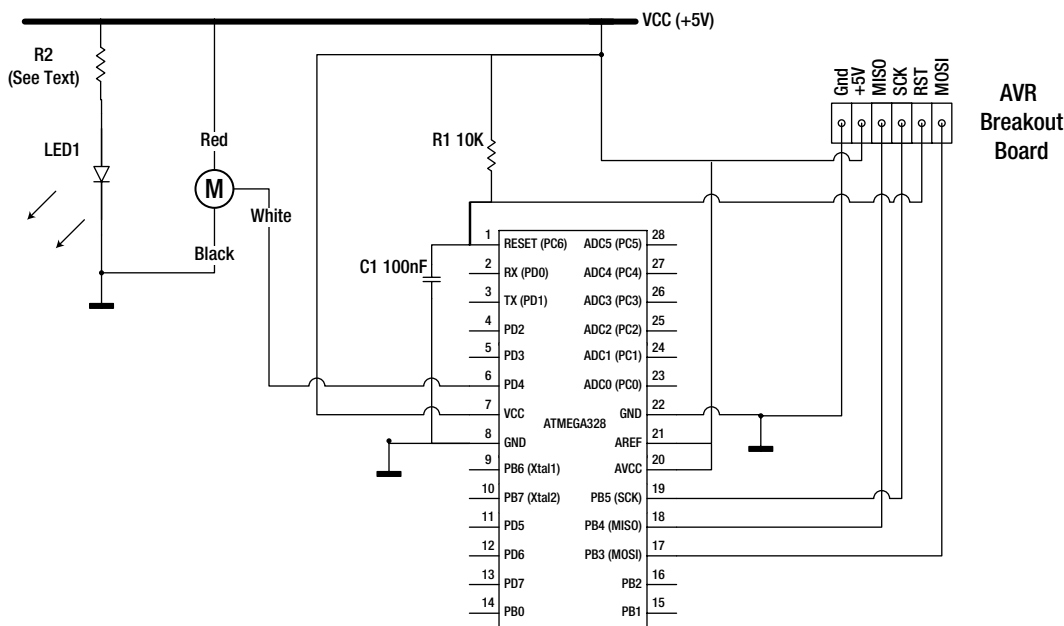 VCC (+5V)
R2
(See Text)
LED1
Red
M
White
Black
R1 10K
C1 100nF
Gnd
+5V
MISO
SCK
RST
MOSI
AVR
Breakout
Board
1 RESET (PC6) ADC5 (PC5) 28
2 RX (PD0) ADC4 (PC4) 27
3 TX (PD1) ADC3 (PC3) 26
4 PD2 ADC2 (PC2) 25
5 PD3 ADC1 (PC1) 24
6 PD4 ADC0 (PC0) 23
7 VCC GND 22
ATMEGA328
8 GND AREF 21
9 PB6 (Xtal1) AVCC 20
10 PB7 (Xtal2) PB5 (SCK) 19
11 PD5 PB4 (MISO) 18
12 PD6 PB3 (MOSI) 17
13 PD7 PB2 16
14 PB0 PB1 15